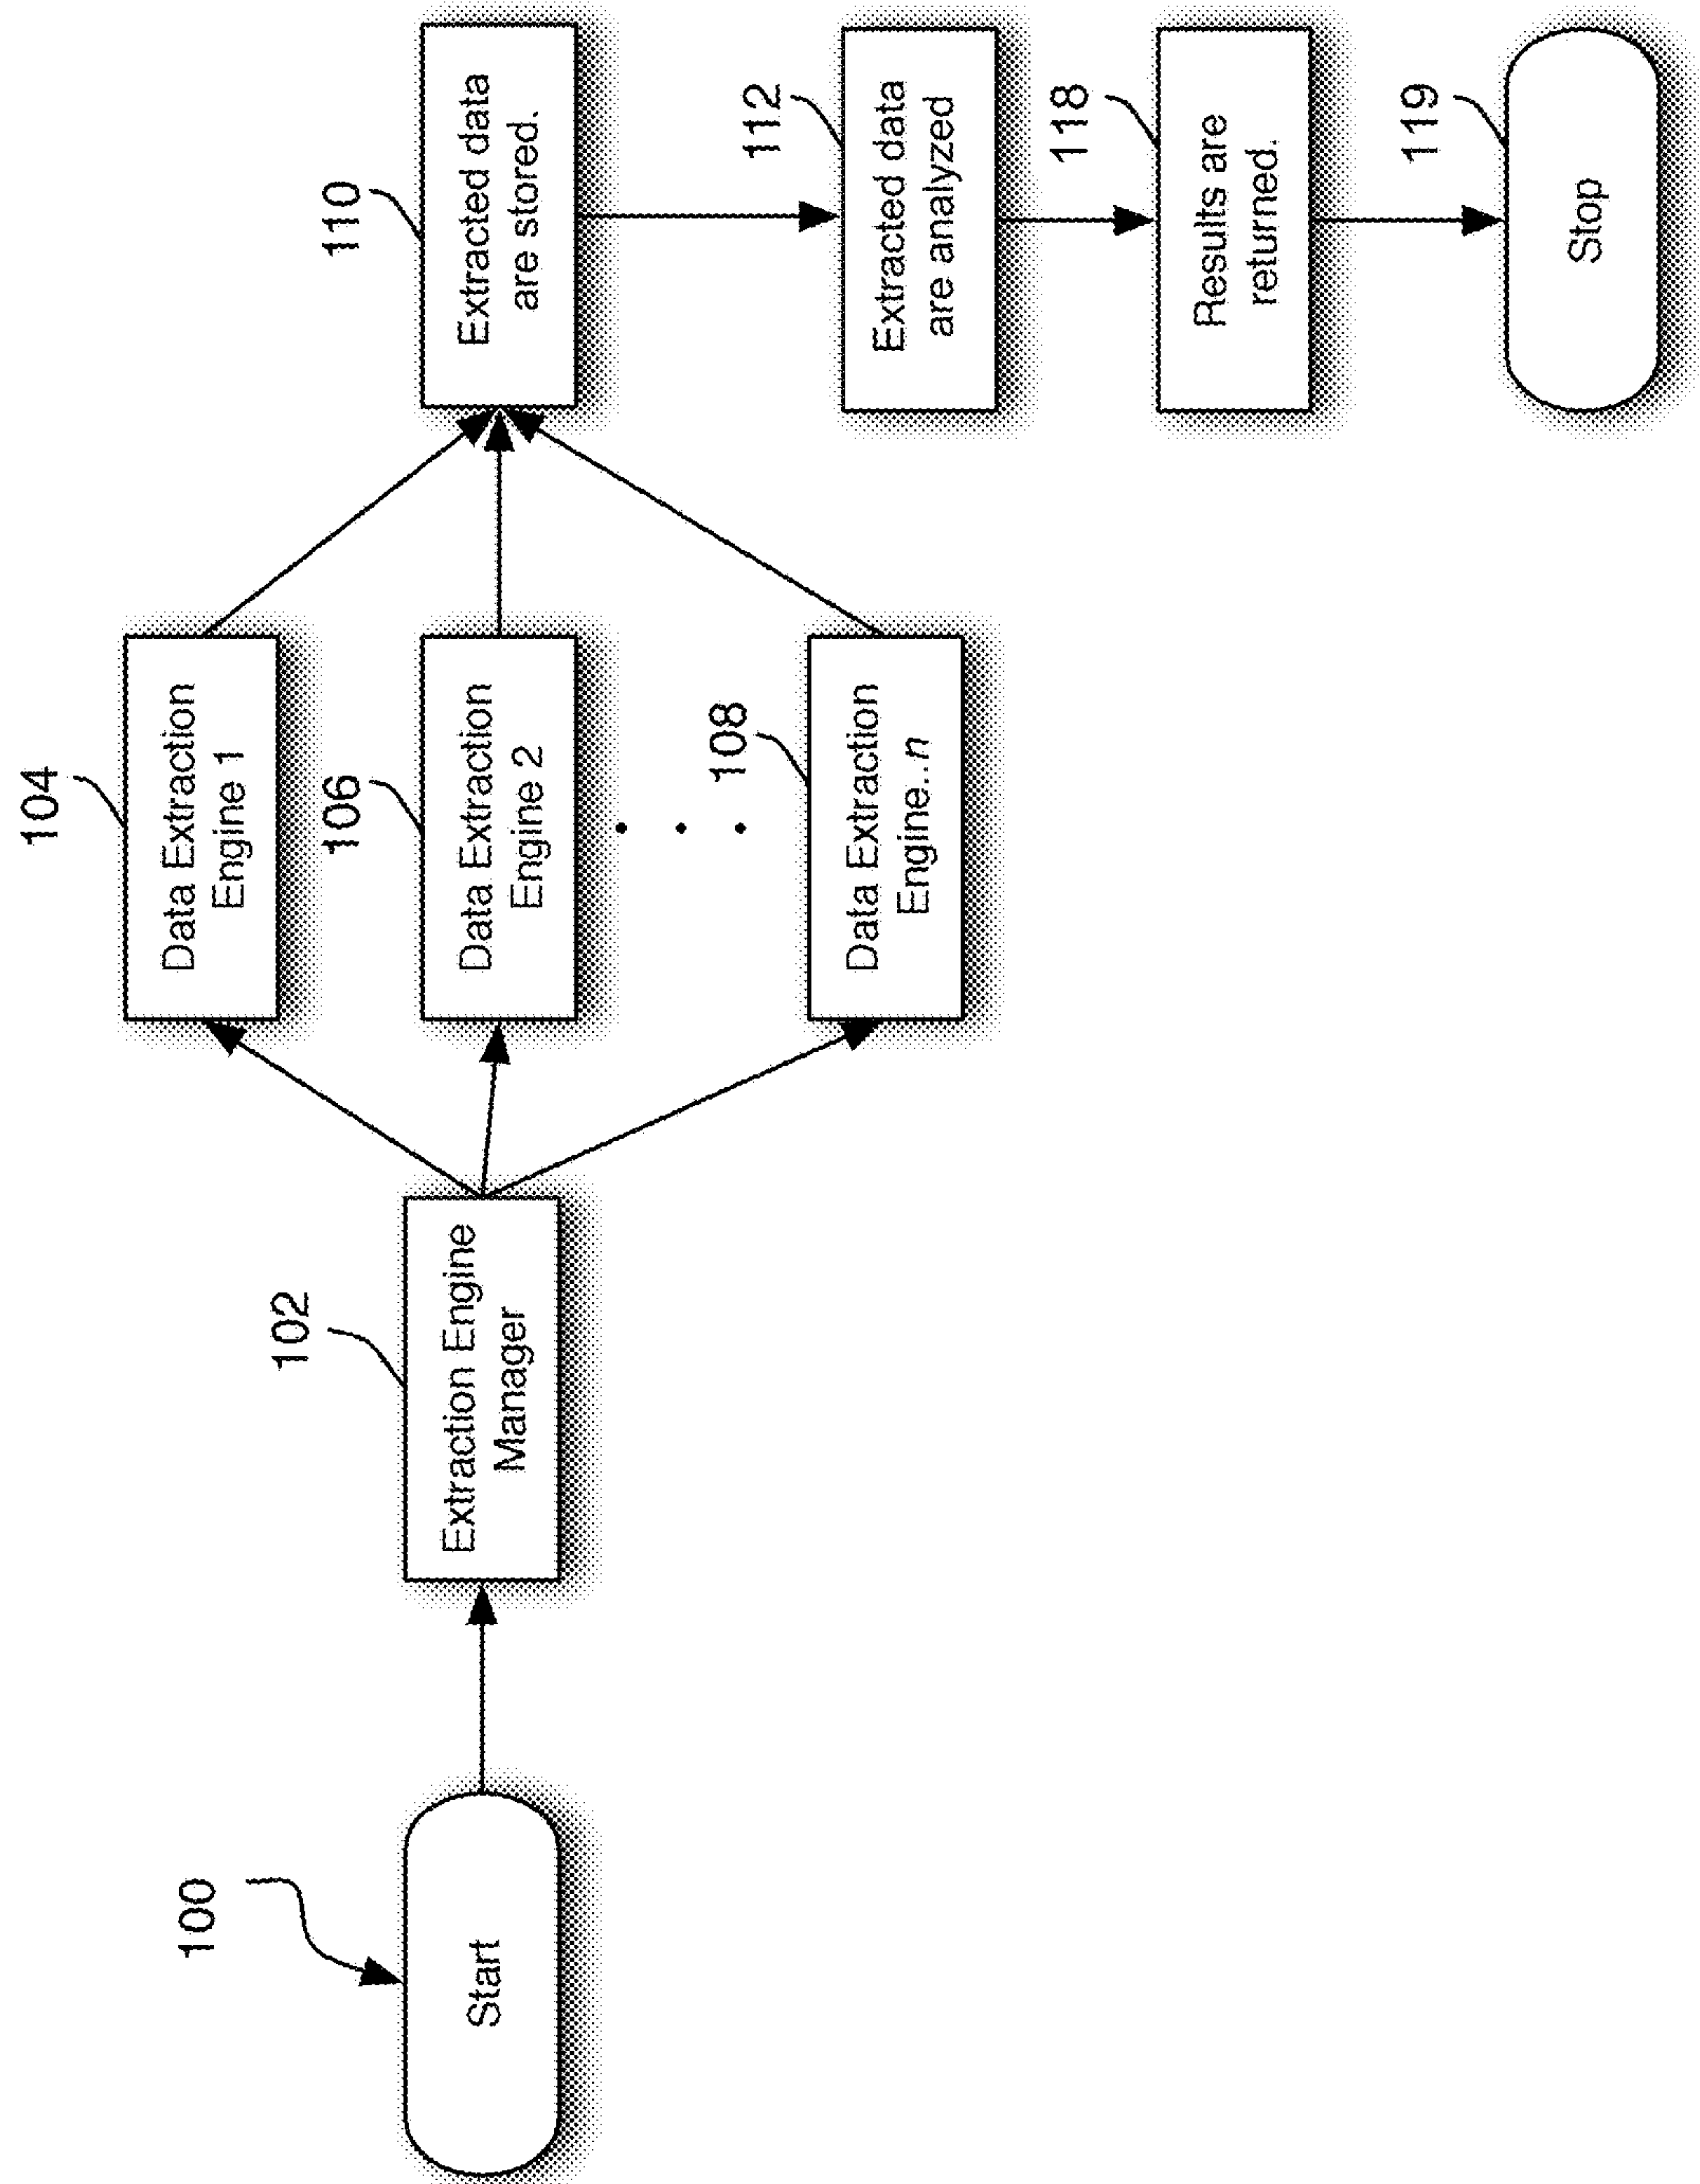 100
Start
102
Extraction Engine
Manager
104
Data Extraction
Engine 1
106
Data Extraction
Engine 2
108
Data Extraction
Engine..n
110
Extracted data
are stored.
112
Extracted data
are analyzed
118
Results are
returned.
119
Stop